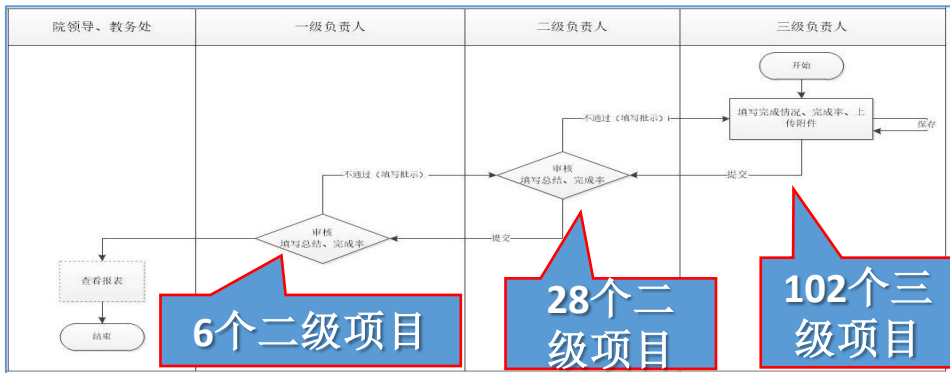 院领导、教务处
一级负责人
二级负责人
三级负责人
开始
填写完成情况、完成率、上
传附件
保存
不通过（填写批示）
提交
审核
填写总结、完成率
不通过（填写批示）
提交
审核
填写总结、完成率
查看报表
结束
6个二级项目
28个二
级项目
102个三
级项目